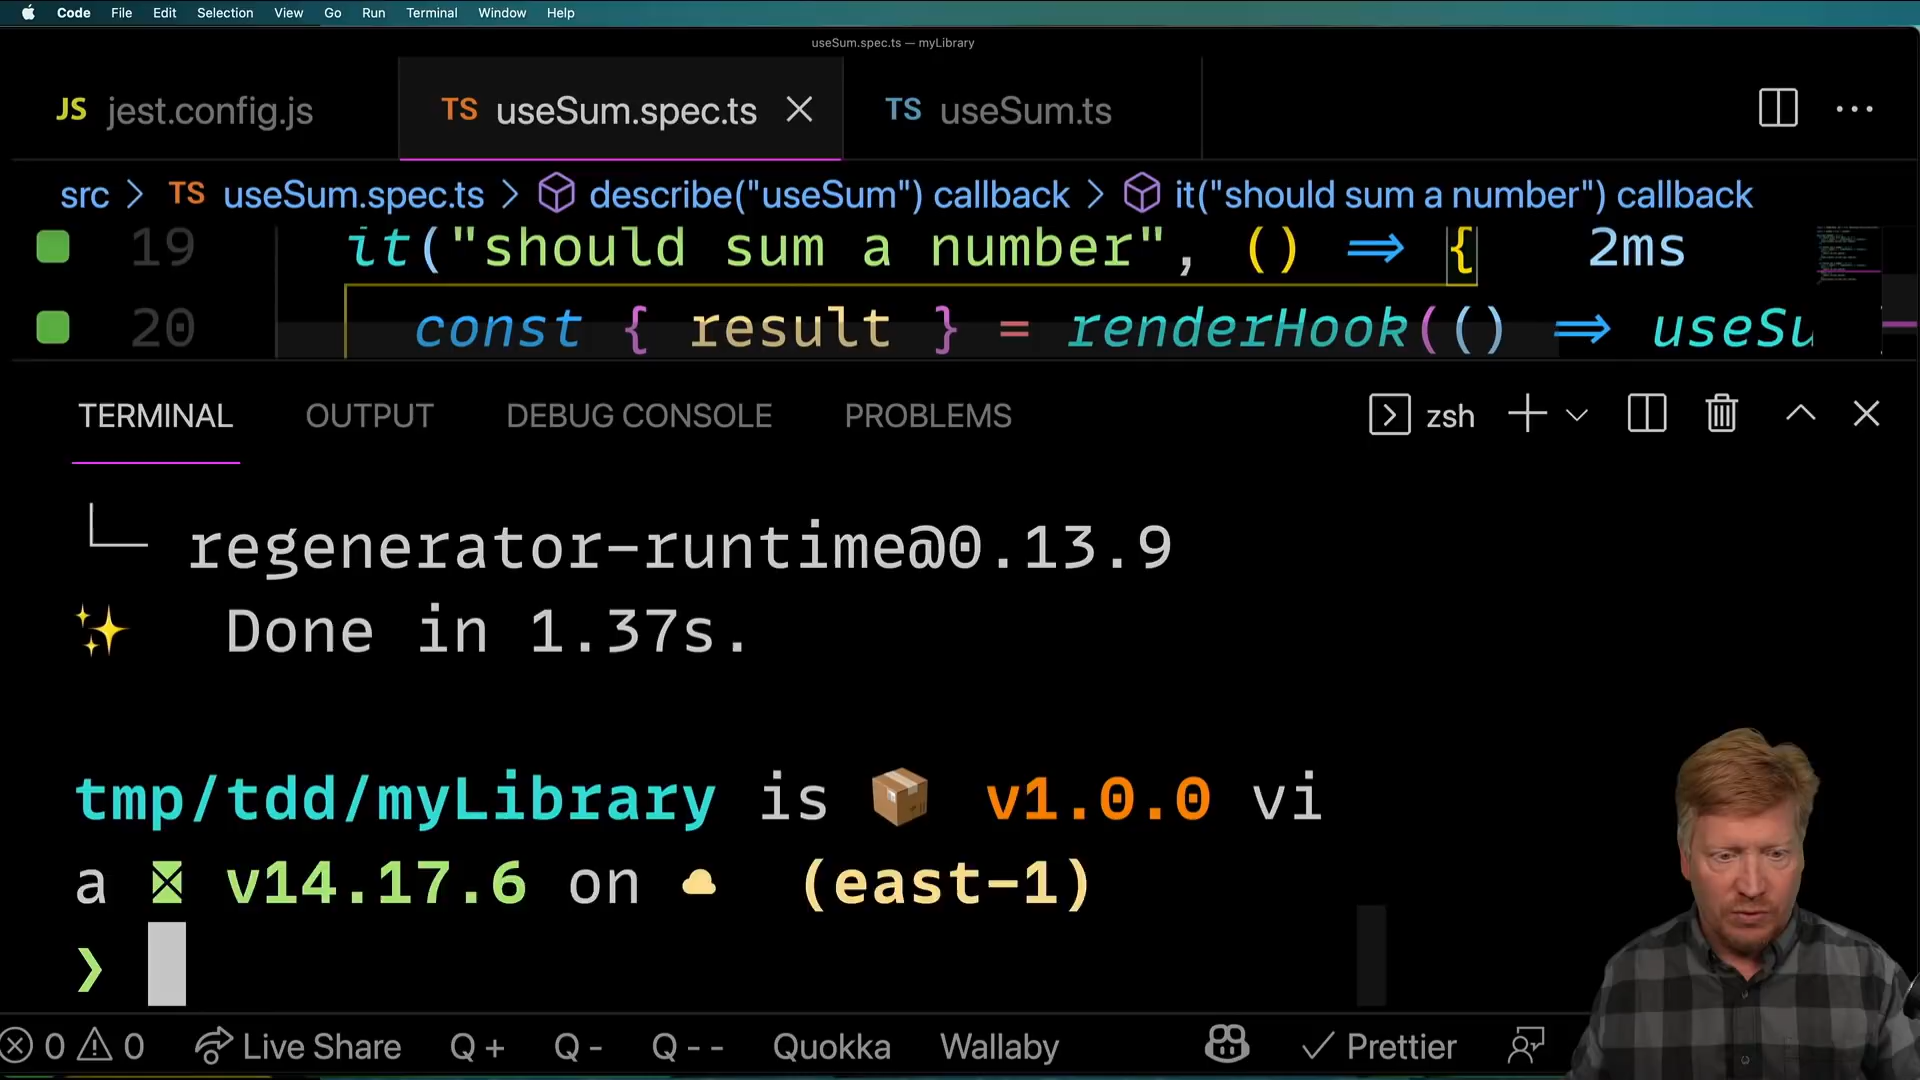 Code File Edit Selection View Go Run Terminal Window Help
useSum.spec.ts — myLibrary
JS jest.config.js TS useSum.spec.ts TS useSum.ts
src > TS useSum.spec.ts > describe("useSum") callback > it("should sum a number") callback
19 it("should sum a number", () => { 2ms
20 const { result } = renderHook(() => useSu
TERMINAL OUTPUT DEBUG CONSOLE PROBLEMS zsh
└─ regenerator-runtime@0.13.9
✨ Done in 1.37s.
tmp/tdd/myLibrary is 📦 v1.0.0 vi
a v14.17.6 on ☁ (east-1)
❯
0 0 Live Share Q + Q - Q - - Quokka Wallaby Prettier